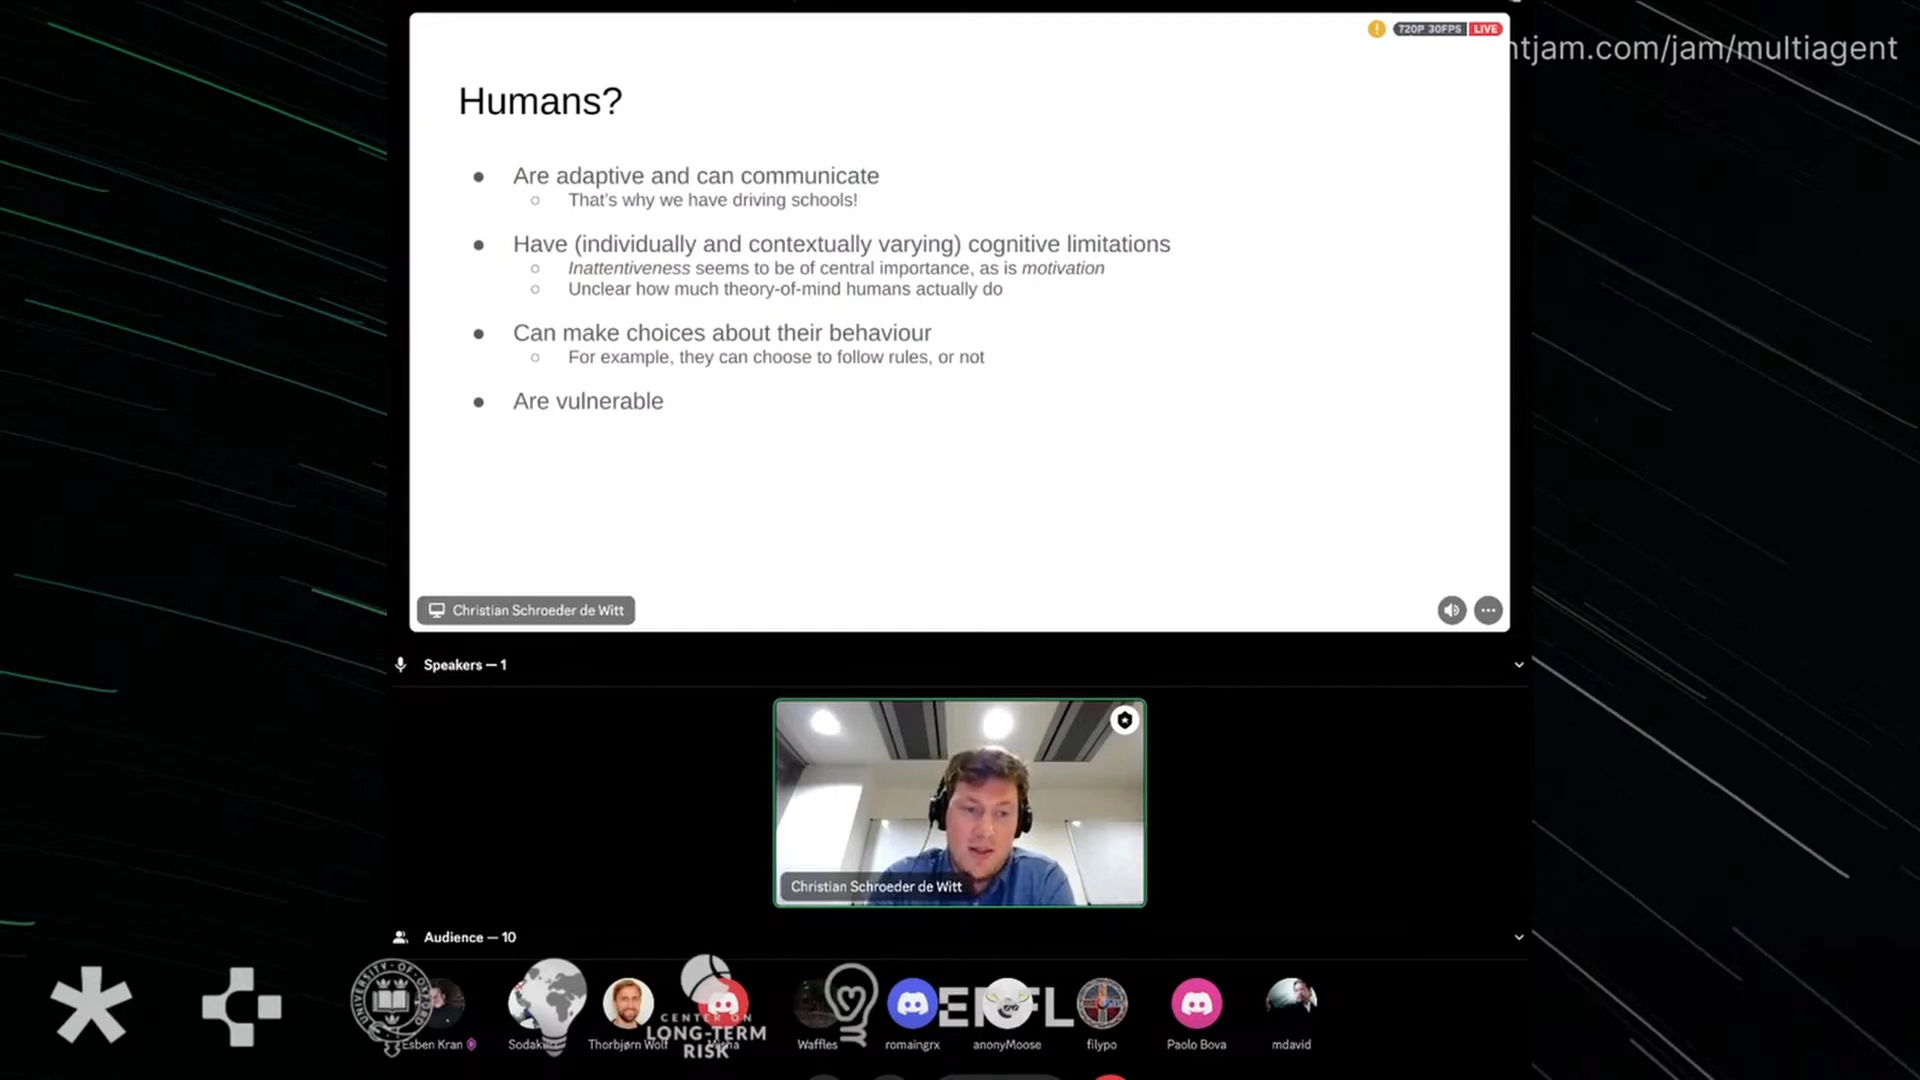 720P 30FPS LIVE
ntjam.com/jam/multiagent
Humans?
Are adaptive and can communicate
That's why we have driving schools!
Have (individually and contextually varying) cognitive limitations
Inattentiveness seems to be of central importance, as is motivation
Unclear how much theory-of-mind humans actually do
Can make choices about their behaviour
For example, they can choose to follow rules, or not
Are vulnerable
Christian Schroeder de Witt
Speakers — 1
Christian Schroeder de Witt
Audience — 10
UNIVERSITY OF OXFORD
CENTER ON
LONG-TERM
RISK
Esben Kran
Thorbjørn Wolf
Waffles
romaingrx
anonyMoose
filypo
Paolo Bova
mdavid